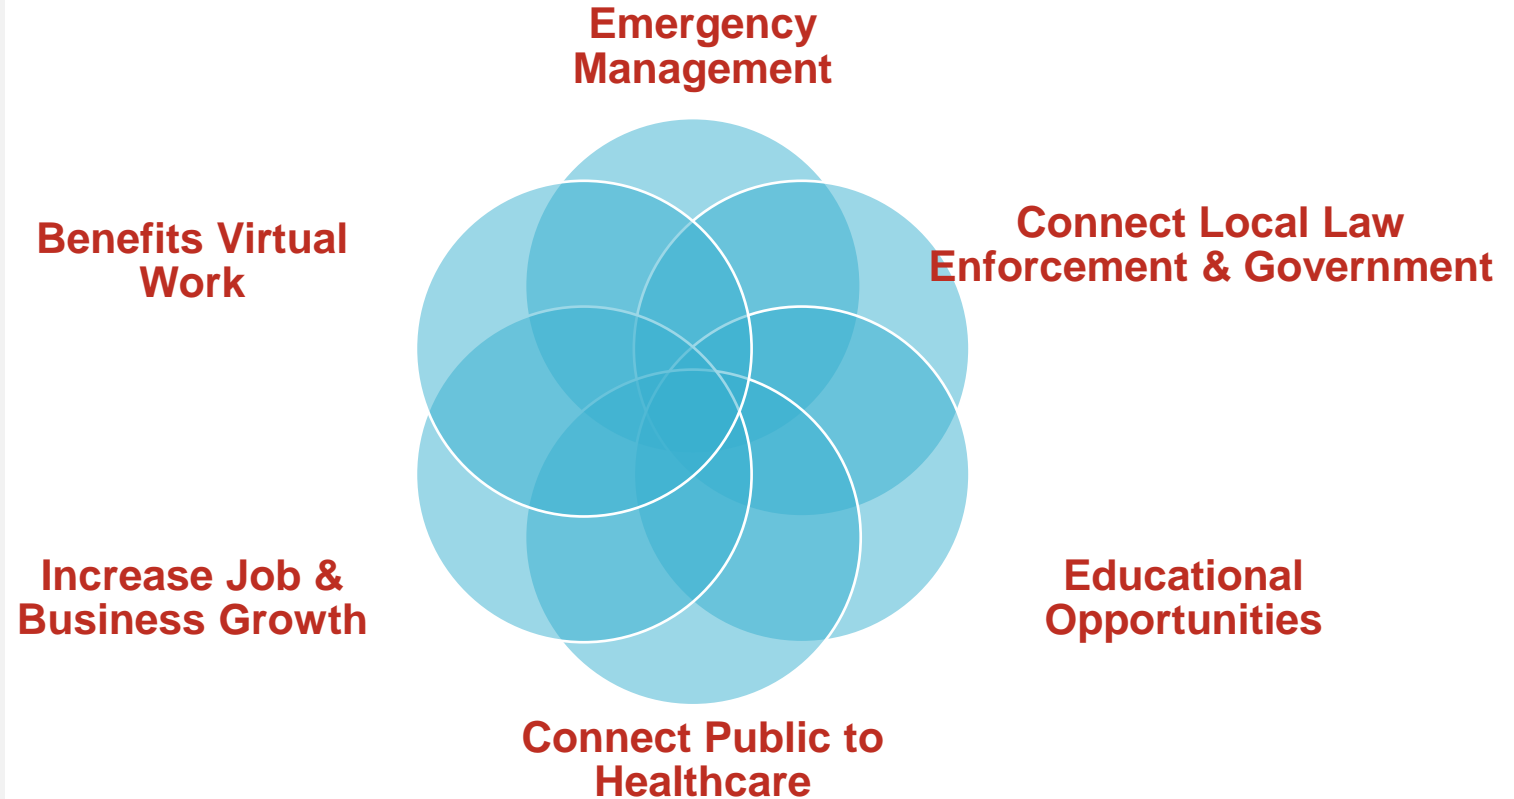 Emergency
Management
Benefits Virtual
Work
Connect Local Law
Enforcement & Government
Increase Job &
Business Growth
Educational
Opportunities
Connect Public to
Healthcare